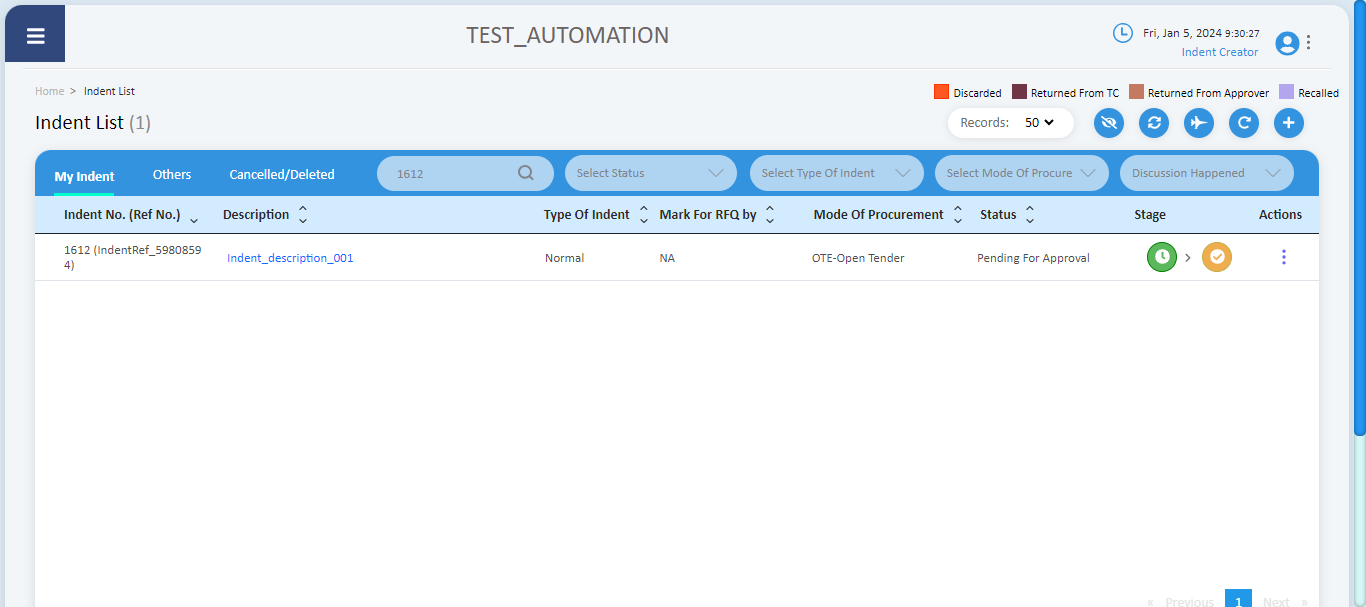 TEST_AUTOMATION
Fri, Jan 5, 2024 9:30:27
Indent Creator
Home > Indent List
Discarded Returned From TC Returned From Approver Recalled
Indent List (1)
Records: 50
My Indent Others Cancelled/Deleted 1612 Select Status Select Type Of Indent Select Mode Of Procure Discussion Happened
Indent No. (Ref No.) Description Type Of Indent Mark For RFQ by Mode Of Procurement Status Stage Actions
1612 (IndentRef_5980859
4) Indent_description_001 Normal NA OTE-Open Tender Pending For Approval
« Previous 1 Next »